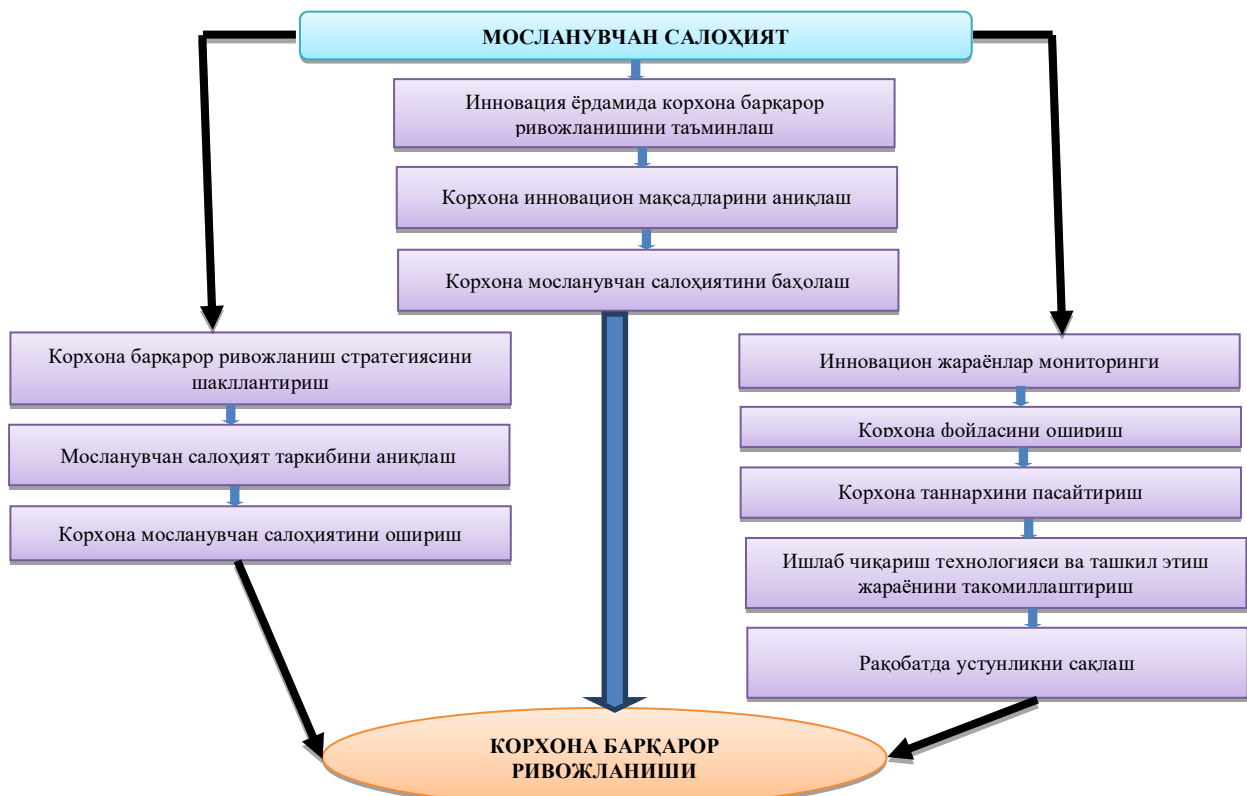 МОСЛАНУВЧАН САЛОҲИЯТ
Инновация ёрдамида корхона барқарор
ривожланишини таъминлаш
Корхона инновацион мақсадларини аниқлаш
Корхона мосланувчан салоҳиятини баҳолаш
Корхона барқарор ривожланиш стратегиясини
шакллантириш
Мосланувчан салоҳият таркибини аниқлаш
Корхона мосланувчан салоҳиятини ошириш
Инновацион жараёнлар мониторинги
Корхона фойдасини ошириш
Корхона таннархини пасайтириш
Ишлаб чиқариш технологияси ва ташкил этиш
жараёнини такомиллаштириш
Рақобатда устунликни сақлаш
КОРХОНА БАРҚАРОР
РИВОЖЛАНИШИ